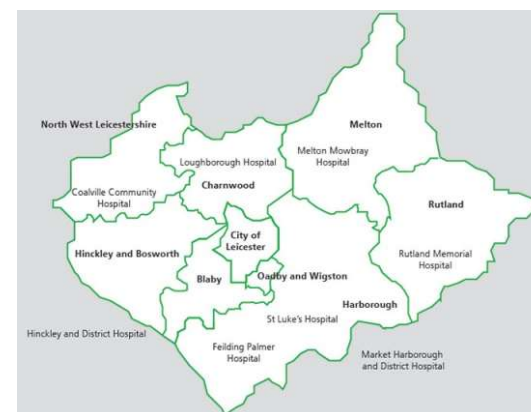 North West Leicestershire
Melton
Melton Mowbray
Hospital
Loughborough Hospital
Charnwood
Coalville Community
Hospital
Rutland
City of
Leicester
Hinckley and Bosworth
Rutland Memorial
Hospital
Blaby
Oadby and Wigston
Harborough
St Luke's Hospital
Hinckley and District Hospital
Feilding Palmer
Hospital
Market Harborough
and District Hospital